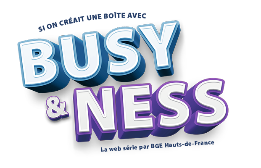 SI ON CRÉAIT UNE BOÎTE AVEC
BUSY
& NESS
La web série par BGE Hauts-de-France